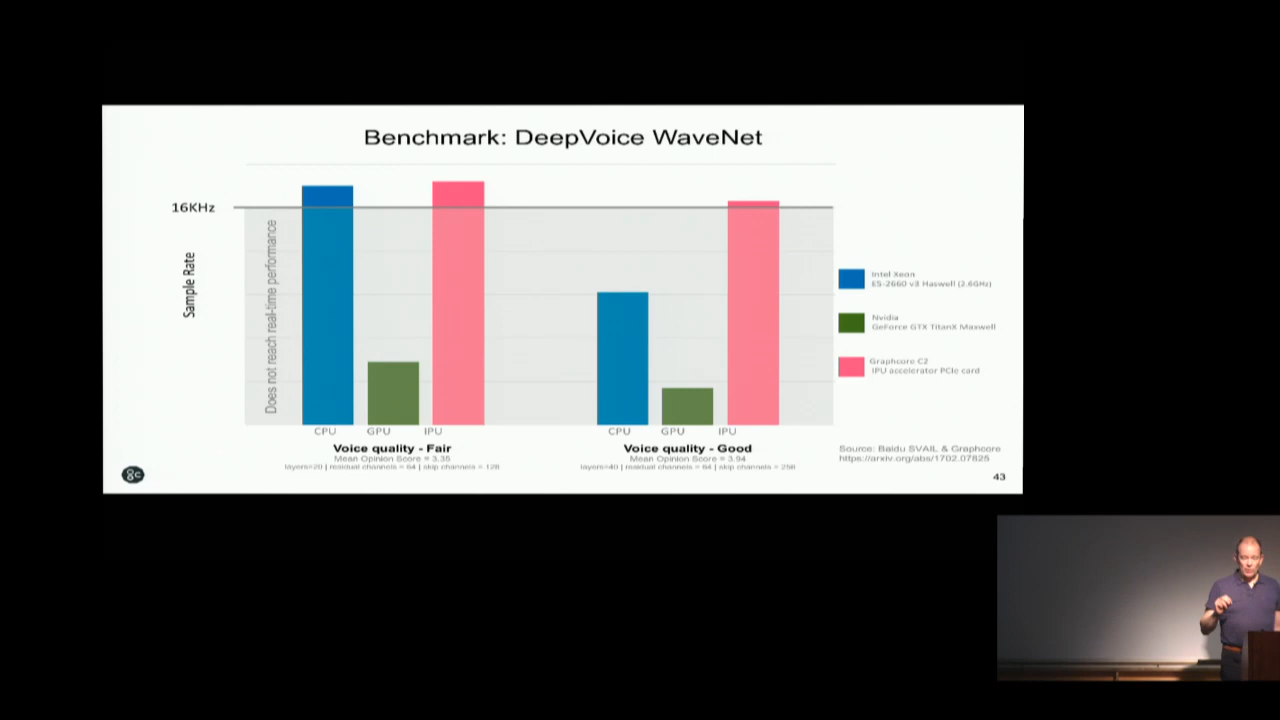 Benchmark: DeepVoice WaveNet
16KHz
Sample Rate
Does not reach real-time performance
CPU GPU IPU
CPU GPU IPU
Voice quality - Fair
Mean Opinion Score = 3.35
layers=20 | residual channels = 64 | skip channels = 128
Voice quality - Good
Mean Opinion Score = 3.94
layers=40 | residual channels = 64 | skip channels = 256
Intel Xeon
E5-2660 v3 Haswell (2.6GHz)
Nvidia
GeForce GTX TitanX Maxwell
Graphcore C2
IPU accelerator PCIe card
Source: Baidu SVAIL & Graphcore
https://arxiv.org/abs/1702.07825
43